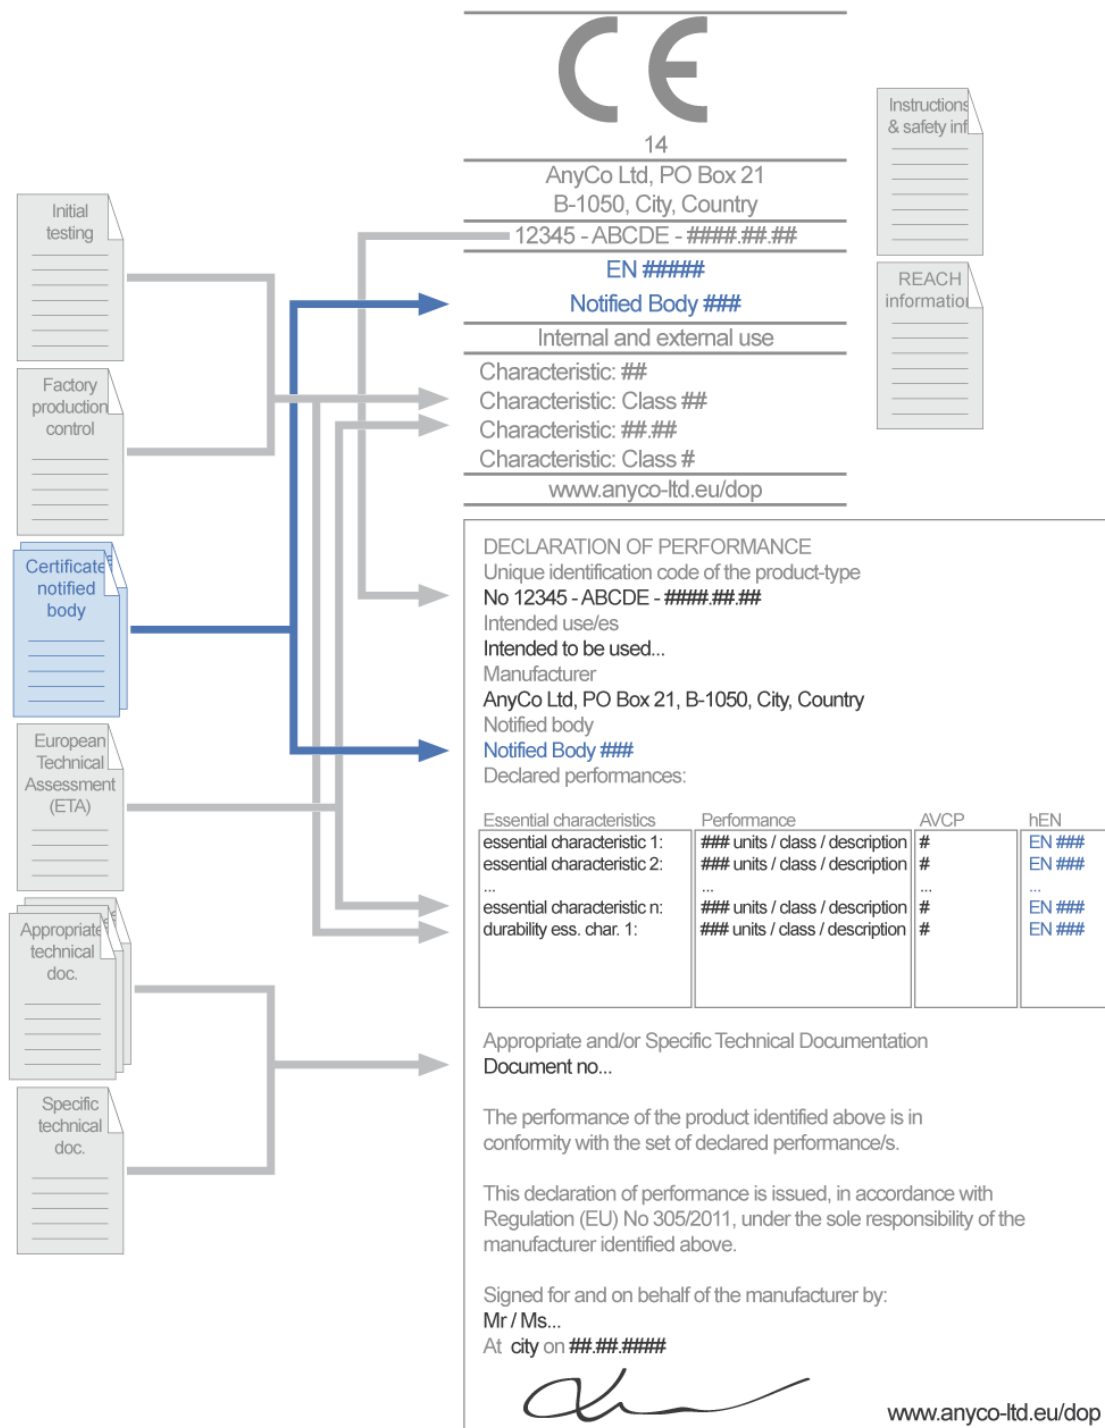 CE
14
AnyCo Ltd, PO Box 21
B-1050, City, Country
12345 - ABCDE - ####.##.##
EN #####
Notified Body ###
Internal and external use
Characteristic: ##
Characteristic: Class ##
Characteristic: ##.##
Characteristic: Class #
www.anyco-ltd.eu/dop
Instructions
& safety inf
REACH
information
Initial
testing
Factory
production
control
Certificate
notified
body
European
Technical
Assessment
(ETA)
Appropriate
technical
doc.
Specific
technical
doc.
DECLARATION OF PERFORMANCE
Unique identification code of the product-type
No 12345 - ABCDE - ####.##.##
Intended use/es
Intended to be used...
Manufacturer
AnyCo Ltd, PO Box 21, B-1050, City, Country
Notified body
Notified Body ###
Declared performances:
Essential characteristics Performance AVCP hEN
essential characteristic 1: ### units / class / description # EN ###
essential characteristic 2: ### units / class / description # EN ###
... ... ... ...
essential characteristic n: ### units / class / description # EN ###
durability ess. char. 1: ### units / class / description # EN ###
Appropriate and/or Specific Technical Documentation
Document no...
The performance of the product identified above is in
conformity with the set of declared performance/s.
This declaration of performance is issued, in accordance with
Regulation (EU) No 305/2011, under the sole responsibility of the
manufacturer identified above.
Signed for and on behalf of the manufacturer by:
Mr / Ms...
At city on ##.##.####
www.anyco-ltd.eu/dop